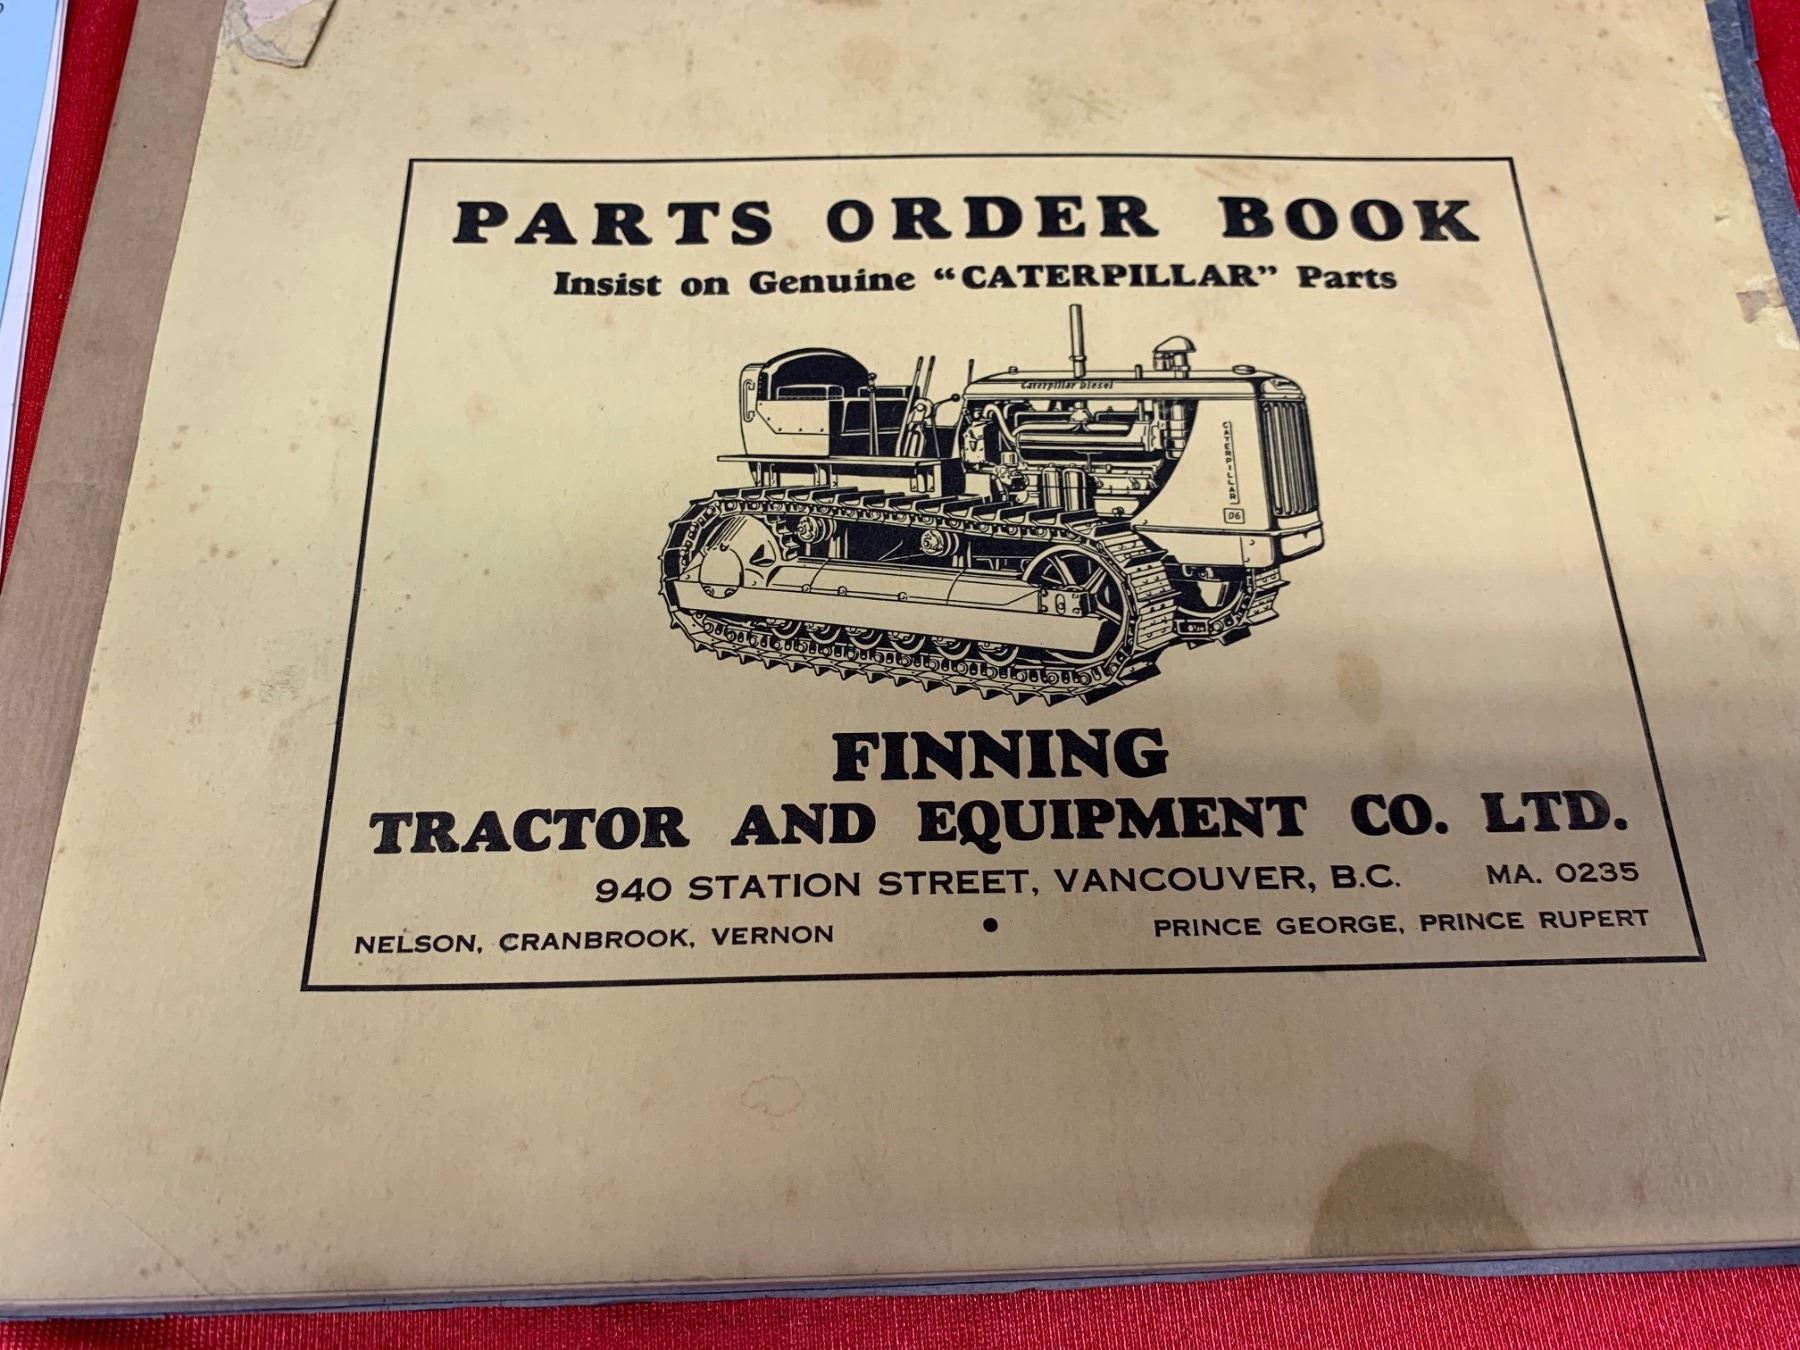 PARTS ORDER BOOK
Insist on Genuine “CATERPILLAR” Parts
Caterpillar Diesel
CATERPILLAR
D6
FINNING
TRACTOR AND EQUIPMENT CO. LTD.
940 STATION STREET, VANCOUVER, B.C. MA. 0235
NELSON, CRANBROOK, VERNON • PRINCE GEORGE, PRINCE RUPERT